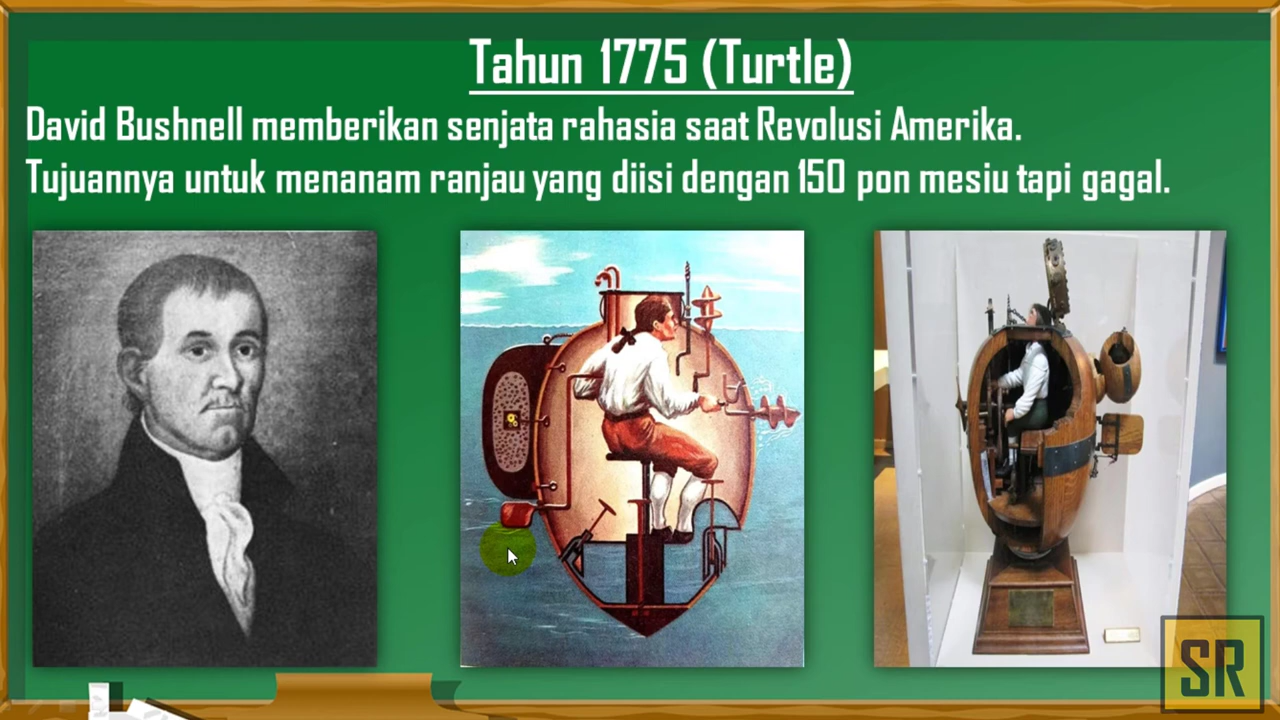 Tahun 1775 (Turtle)
David Bushnell memberikan senjata rahasia saat Revolusi Amerika.
Tujuannya untuk menanam ranjau yang diisi dengan 150 pon mesiu tapi gagal.
SR